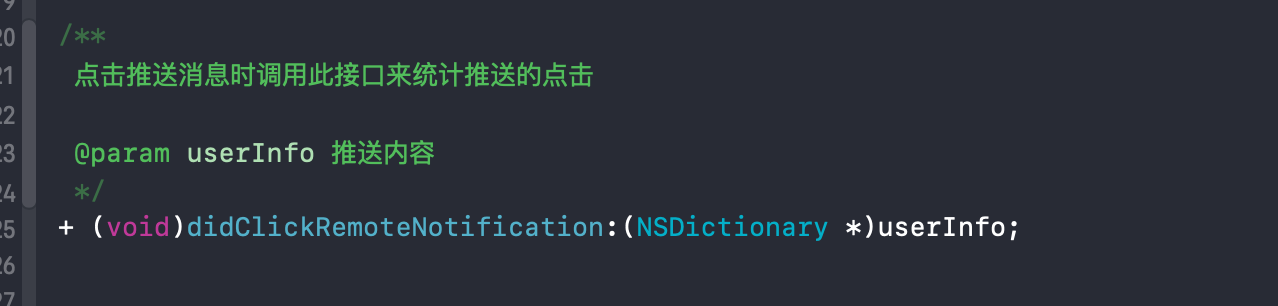 9
20 /**
21 点击推送消息时调用此接口来统计推送的点击
22
23 @param userInfo 推送内容
24 */
25 + (void)didClickRemoteNotification:(NSDictionary *)userInfo;
26
27